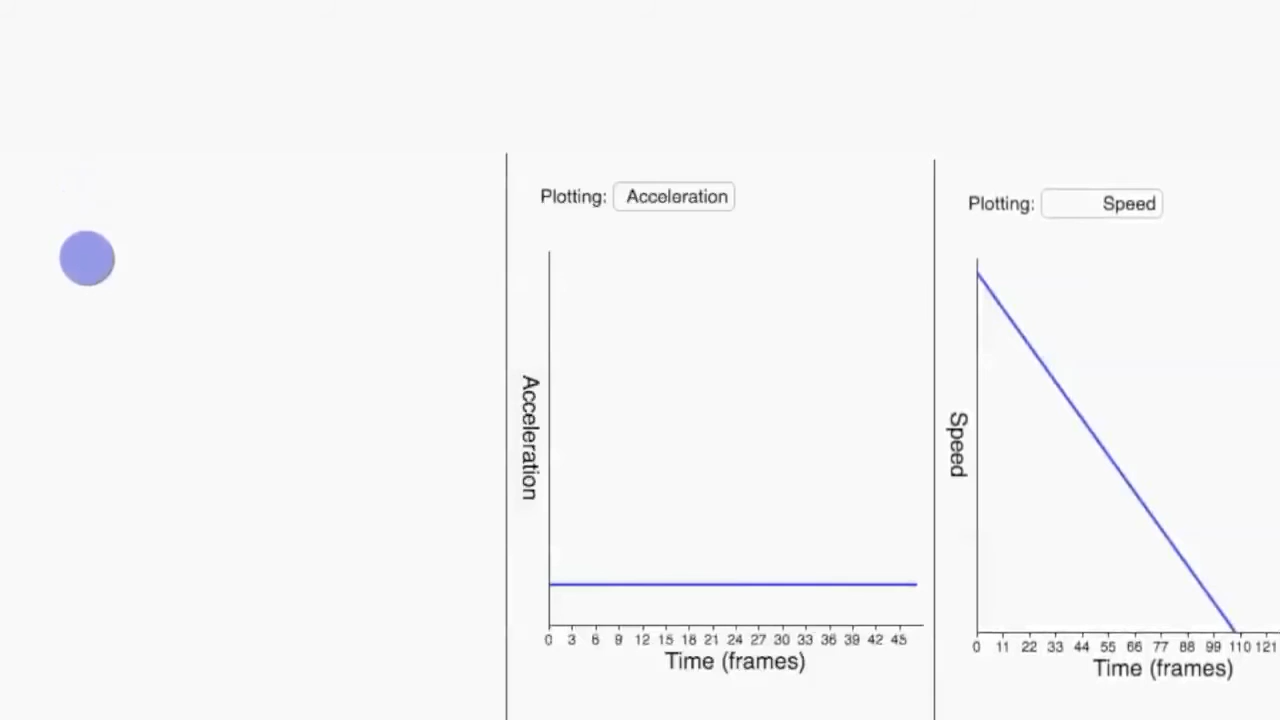 Plotting: Acceleration
Acceleration
0 3 6 9 12 15 18 21 24 27 30 33 36 39 42 45
Time (frames)
Plotting: Speed
Speed
0 11 22 33 44 55 66 77 88 99 110 121
Time (frames)